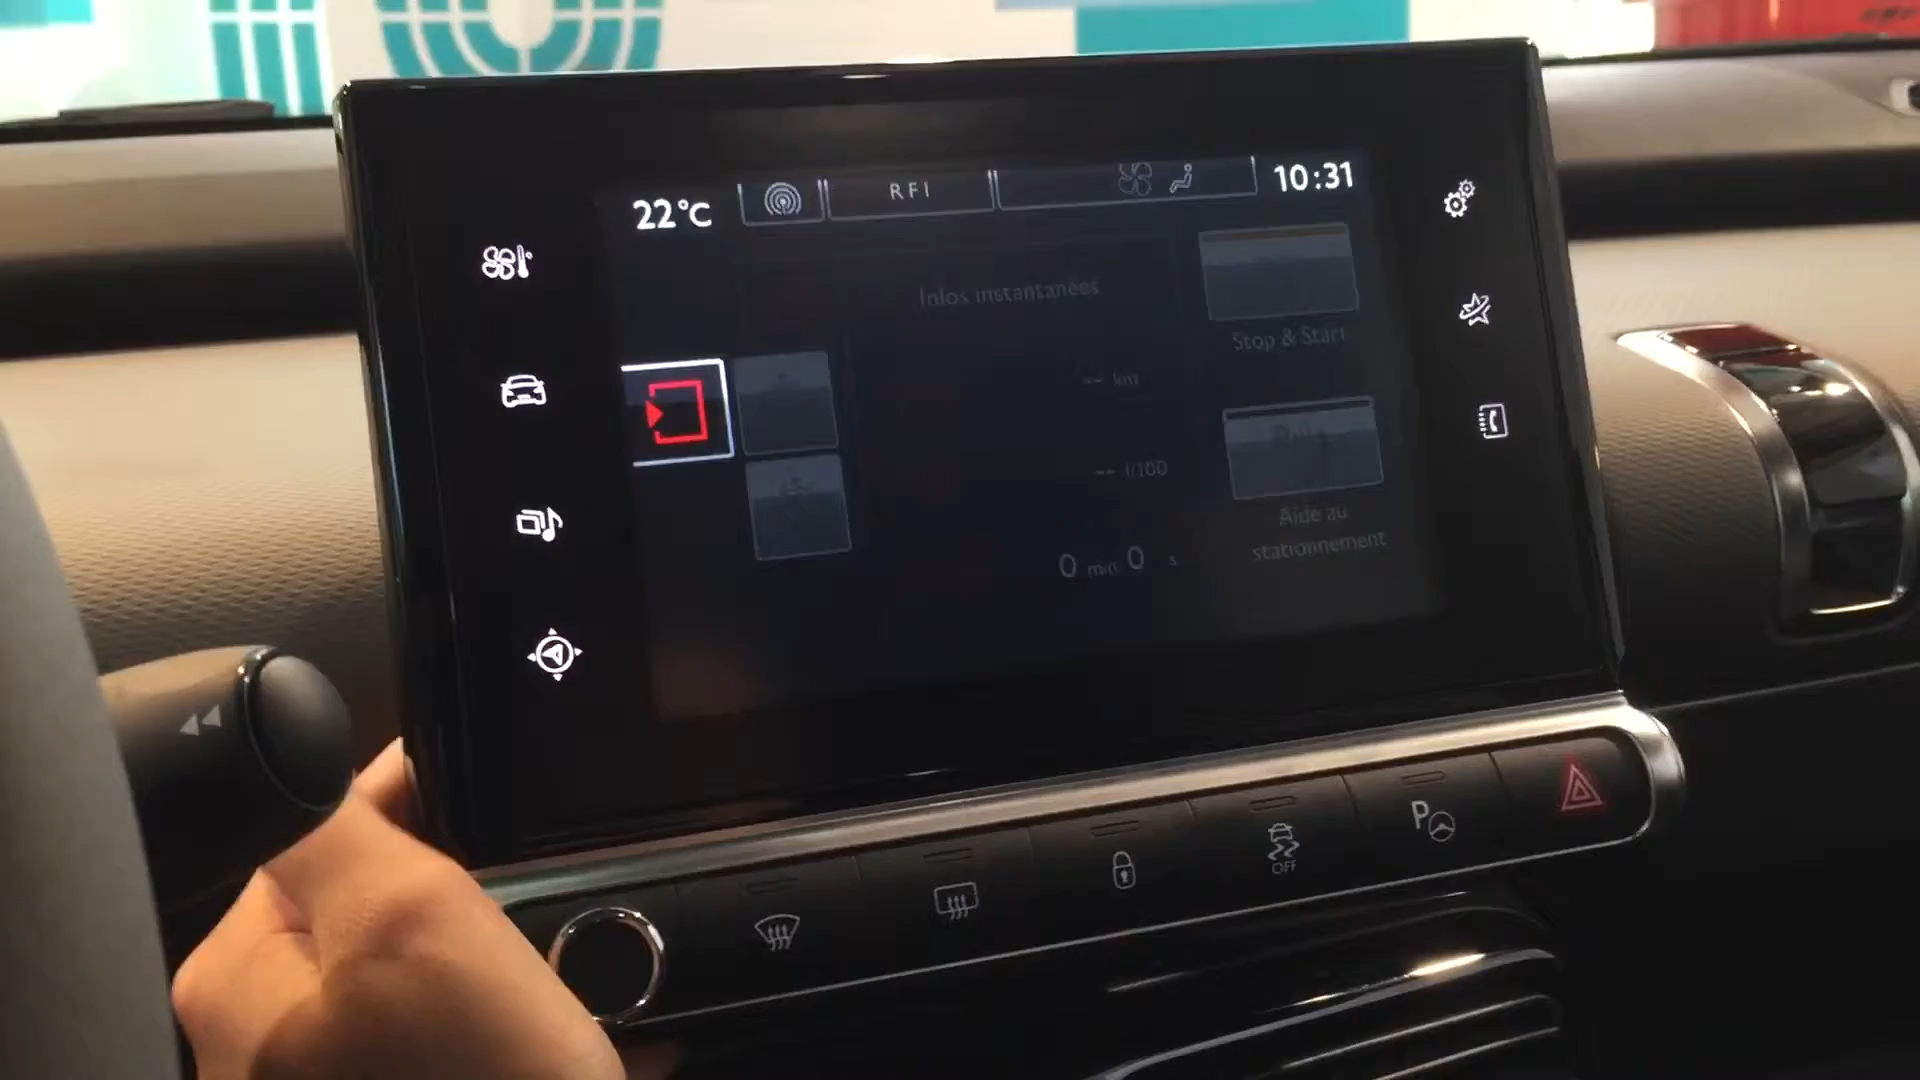 22°C
RFI
10:31
Infos instantanées
Stop & Start
-- km
-- l/100
0 min 0 s
Aide au
stationnement
OFF
P